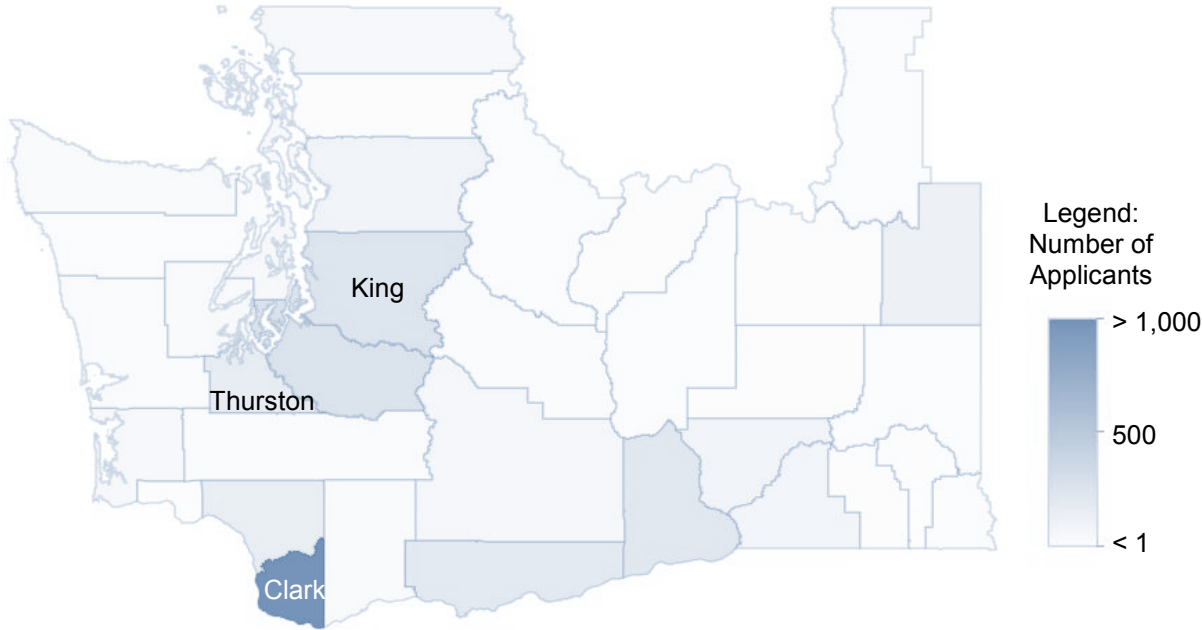 King
Thurston
Clark
Legend:
Number of
Applicants
> 1,000
500
< 1